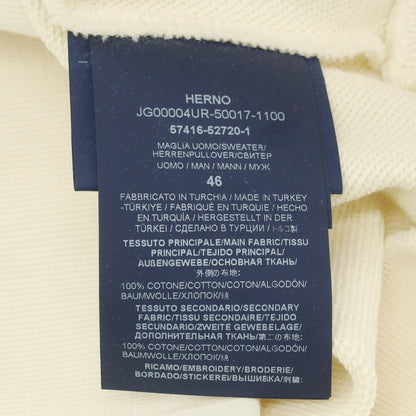 HERNO
JG00004UR-50017-1100
57416-52720-1
MAGLIA UOMO/SWEATER/
HERRENPULLOVER/СВИТЕР
UOMO / MAN / MANN / МУЖ
46
FABBRICATO IN TURCHIA / MADE IN TURKEY
-TÜRKIYE / FABRIQUÉ EN TURQUIE / HECHO
EN TURQUÍA / HERGESTELLT IN DER
TÜRKEI / СДЕЛАНО В ТУРЦИИ / トルコ製
TESSUTO PRINCIPALE/MAIN FABRIC/TISSU
PRINCIPAL/TEJIDO PRINCIPAL/
AUßENGEWEBE/ОСНОВНАЯ ТКАНЬ/
外側の布地:
100% COTONE/COTTON/COTON/ALGODÓN/
BAUMWOLLE/ХЛОПОК/綿
TESSUTO SECONDARIO/SECONDARY
FABRIC/TISSU SECONDAIRE/TEJIDO
SECUNDARIO/ZWEITE GEWEBELAGE/
ДОПОЛНИТЕЛЬНАЯ ТКАНЬ/第二の布地:
100% COTONE/COTTON/COTON/ALGODÓN/
BAUMWOLLE/ХЛОПОК/綿
RICAMO/EMBROIDERY/BRODERIE/
BORDADO/STICKEREI/ВЫШИВКА/刺繍: